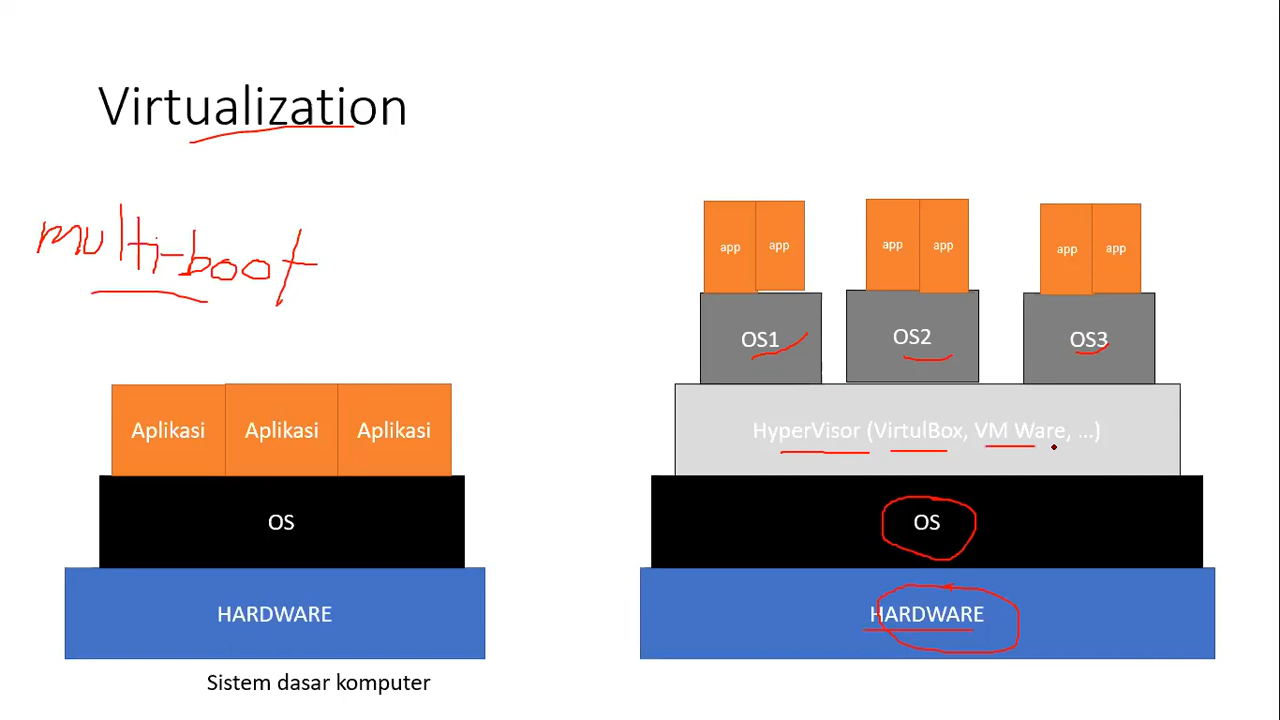 Virtualization
multi-boot
Aplikasi Aplikasi Aplikasi
OS
HARDWARE
Sistem dasar komputer
app app app app app app
OS1 OS2 OS3
HyperVisor (VirtulBox, VM Ware, ...)
OS
HARDWARE